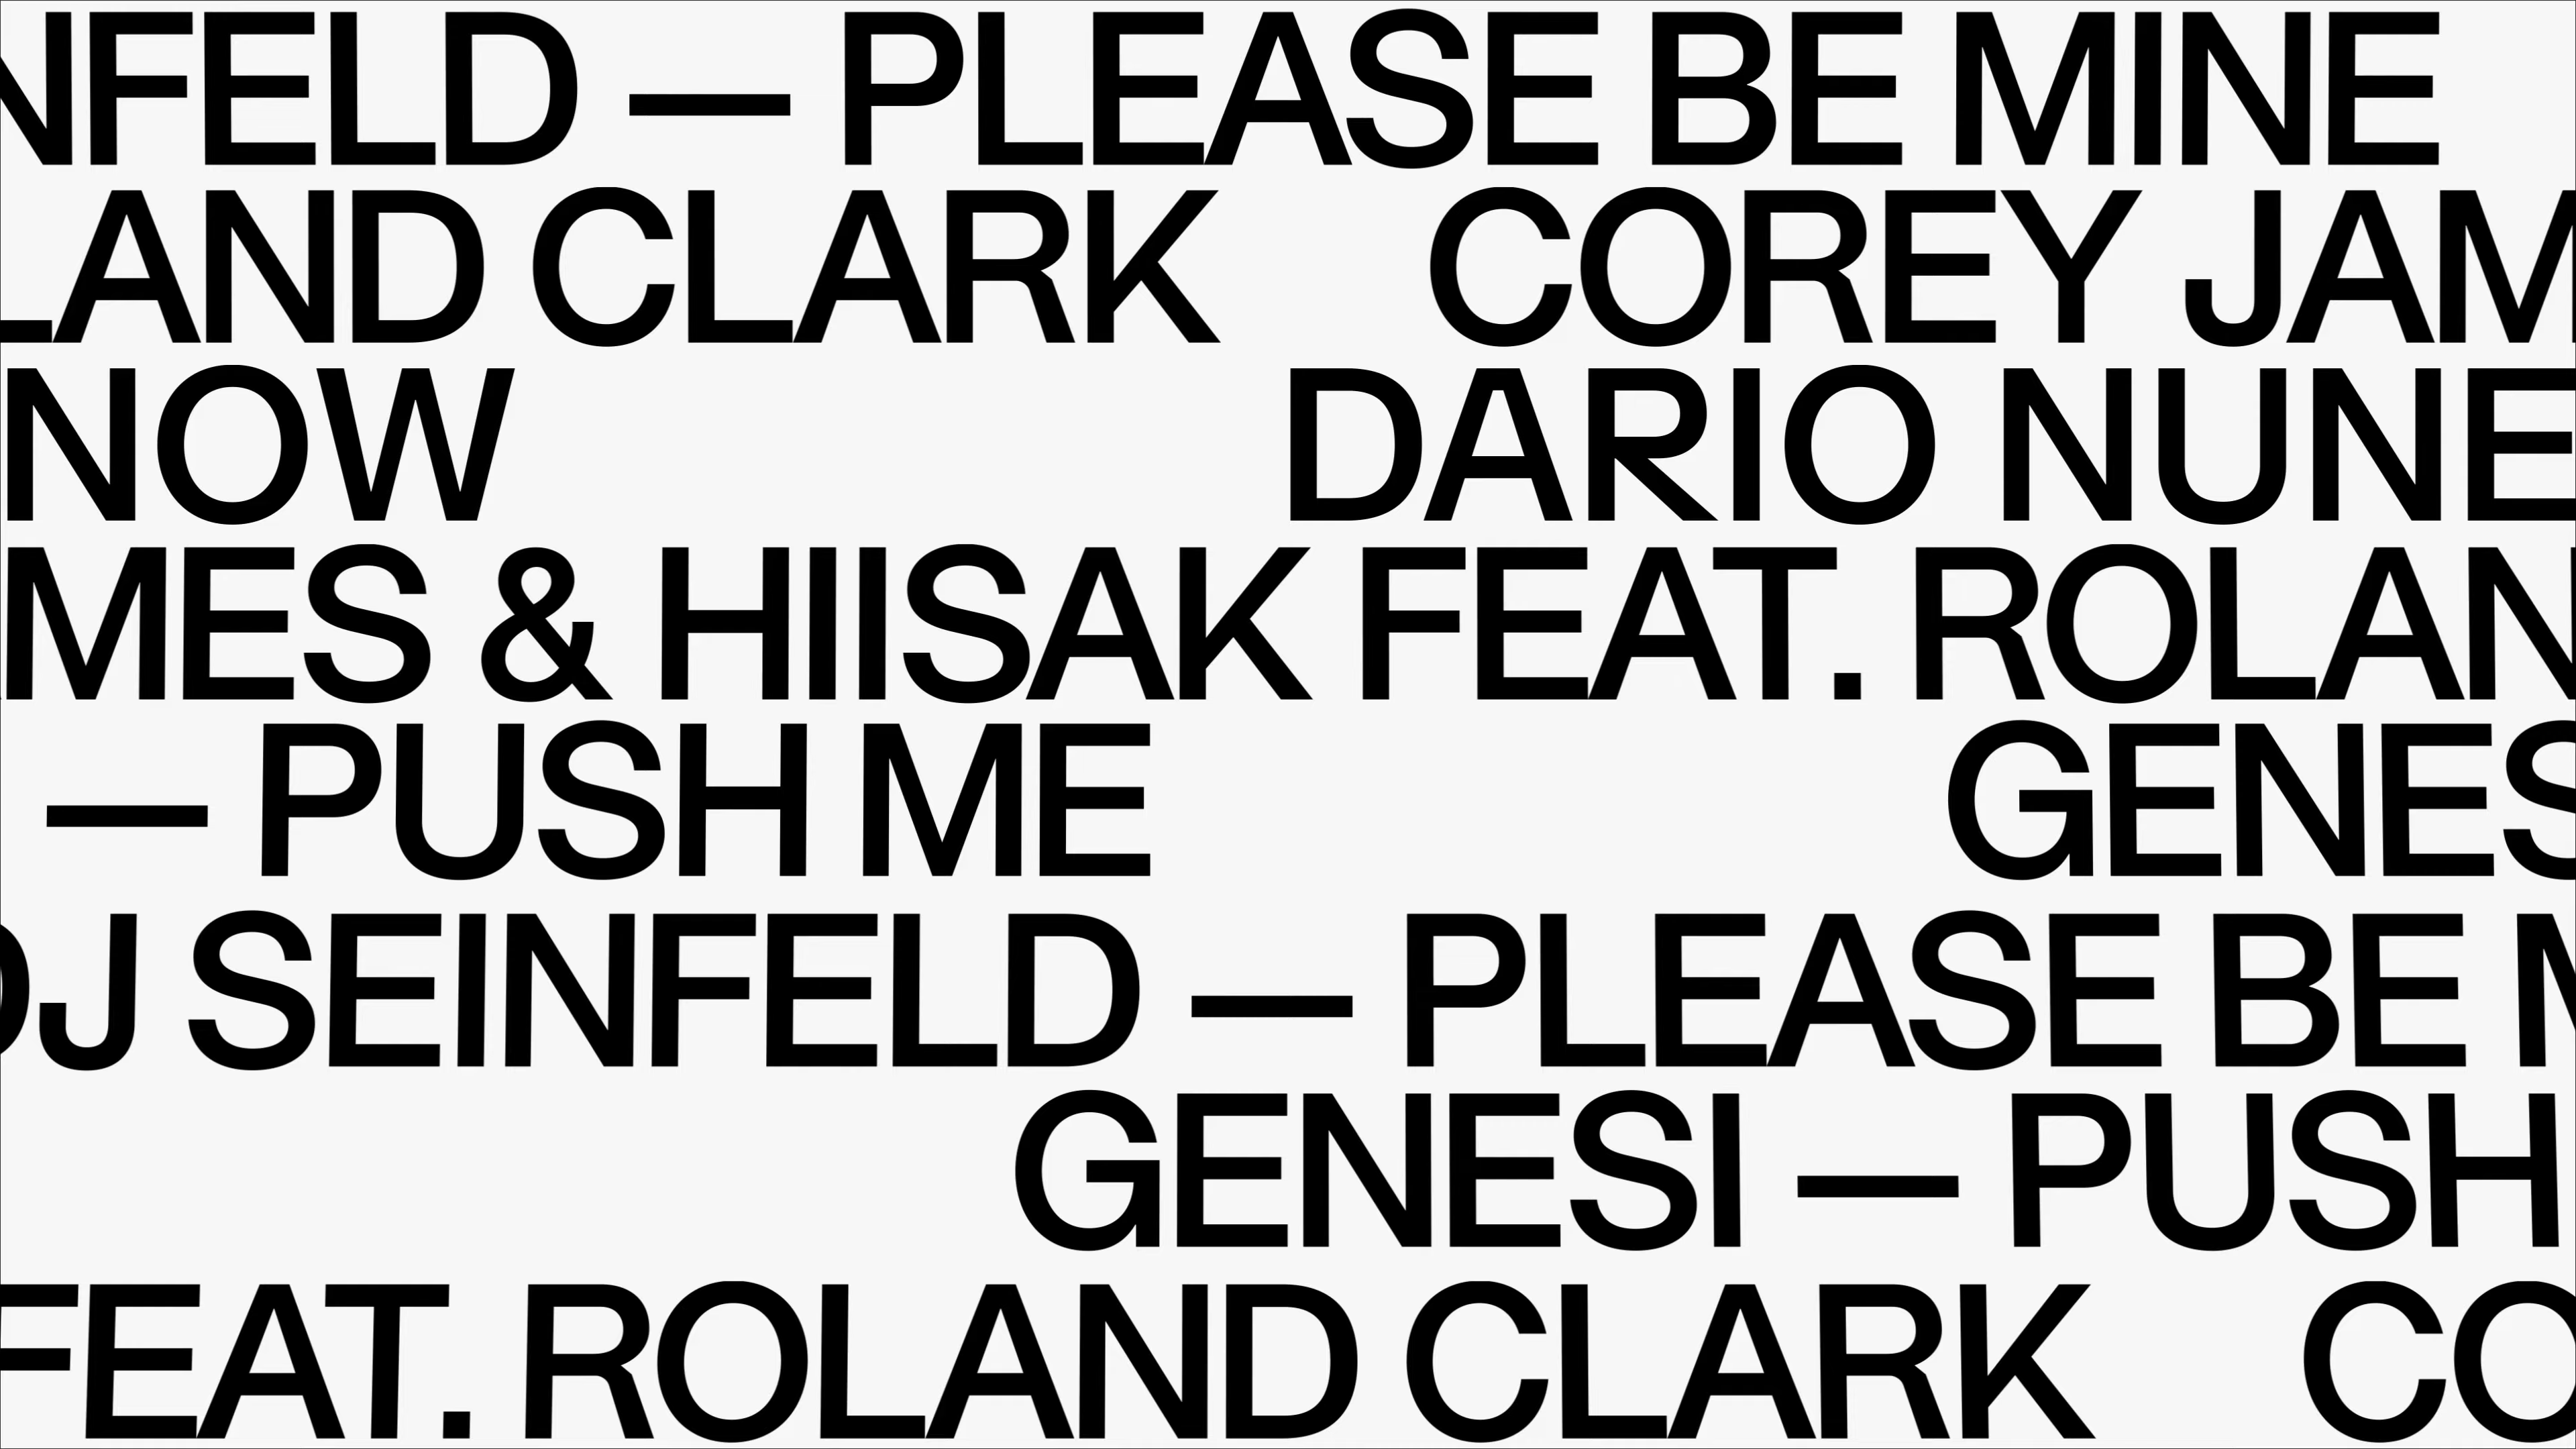 NFELD — PLEASE BE MINE
LAND CLARK COREY JAM
NOW DARIO NUNE
MES & HIISAK FEAT. ROLAN
— PUSH ME GENES
DJ SEINFELD — PLEASE BE M
GENESI — PUSH
FEAT. ROLAND CLARK CO